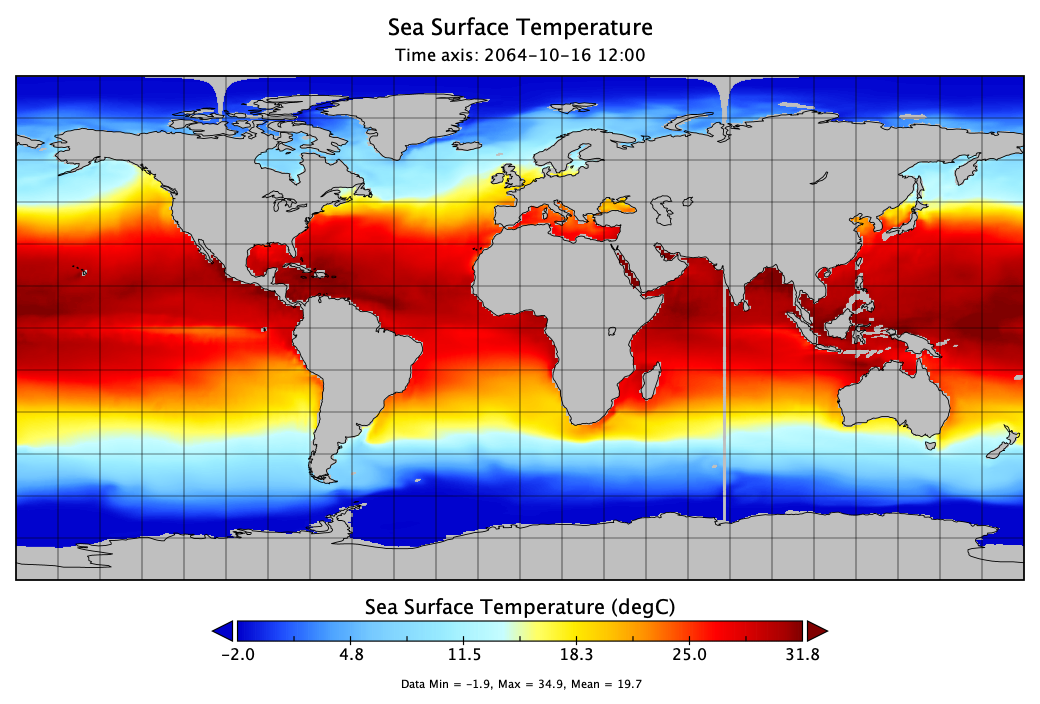 Sea Surface Temperature
Time axis: 2064-10-16 12:00
Sea Surface Temperature (degC)
-2.0 4.8 11.5 18.3 25.0 31.8
Data Min = -1.9, Max = 34.9, Mean = 19.7